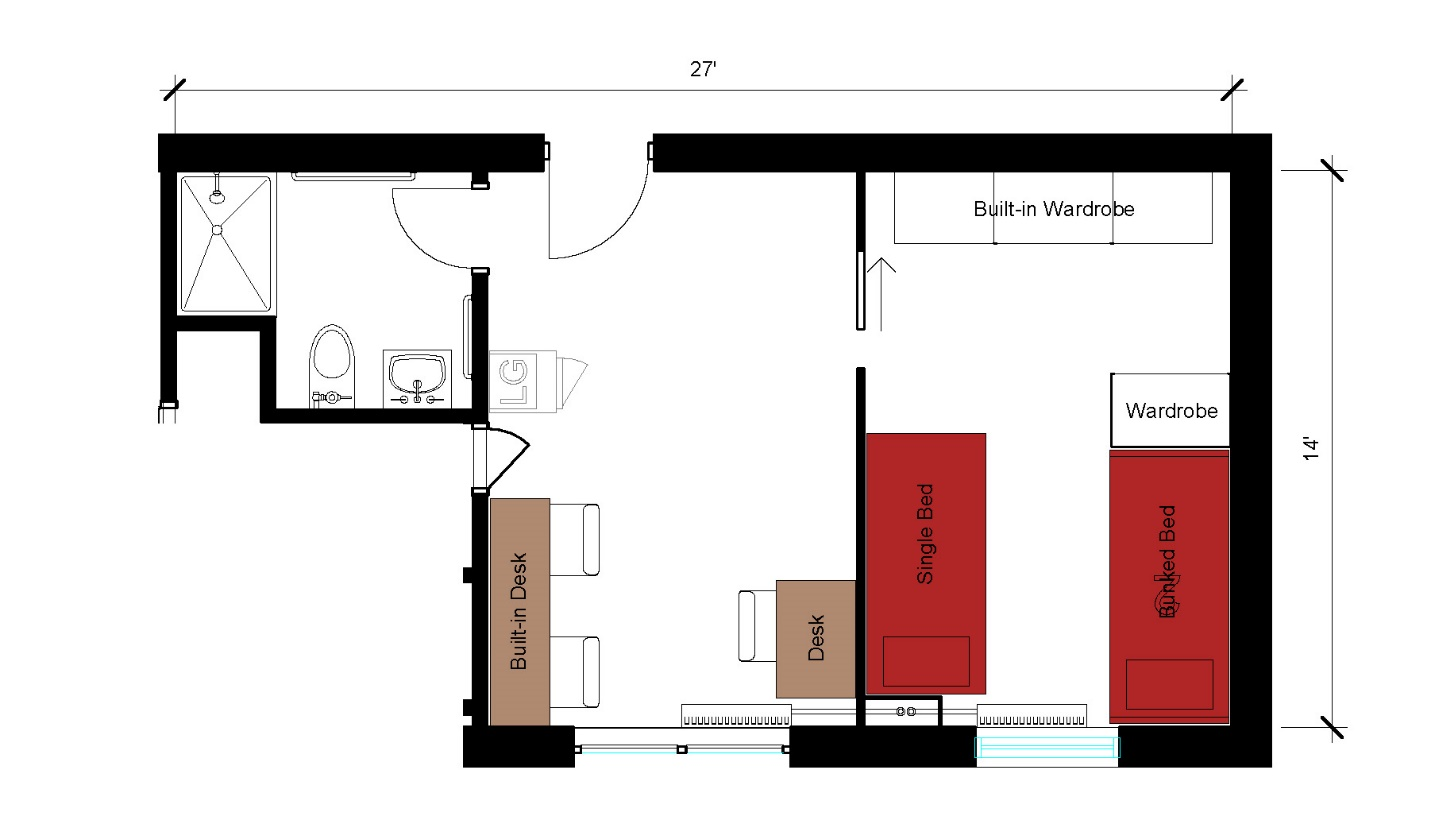 27'
Built-in Wardrobe
LG
Wardrobe
14'
Single Bed
Bunked Bed
Built-in Desk
Desk